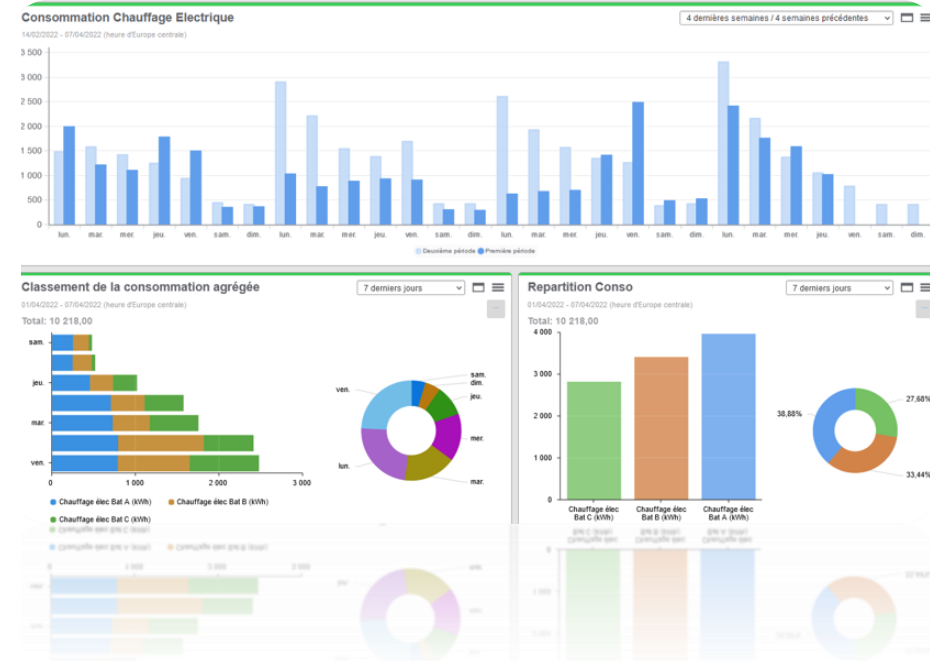 Consommation Chauffage Electrique
4 dernières semaines / 4 semaines précédentes
14/02/2022 - 07/04/2022 (heure d'Europe centrale)
3 500
3 000
2 500
2 000
1 500
1 000
500
0
lun. mar. mer. jeu. ven. sam. dim. lun. mar. mer. jeu. ven. sam. dim. lun. mar. mer. jeu. ven. sam. dim. lun. mar. mer. jeu. ven. sam. dim.
Deuxième période Première période
Classement de la consommation agrégée
7 derniers jours
01/04/2022 - 07/04/2022 (heure d'Europe centrale)
Total: 10 218,00
sam.
jeu.
mar.
ven.
0 1 000 2 000 3 000
Chauffage élec Bat A (kWh) Chauffage élec Bat B (kWh)
Chauffage élec Bat C (kWh)
ven.
sam.
dim.
jeu.
mer.
lun.
mar.
Repartition Conso
7 derniers jours
01/04/2022 - 07/04/2022 (heure d'Europe centrale)
Total: 10 218,00
4 000
3 000
2 000
1 000
0
Chauffage élec Chauffage élec Chauffage élec
Bat C (kWh) Bat B (kWh) Bat A (kWh)
38,88%
27,68%
33,44%